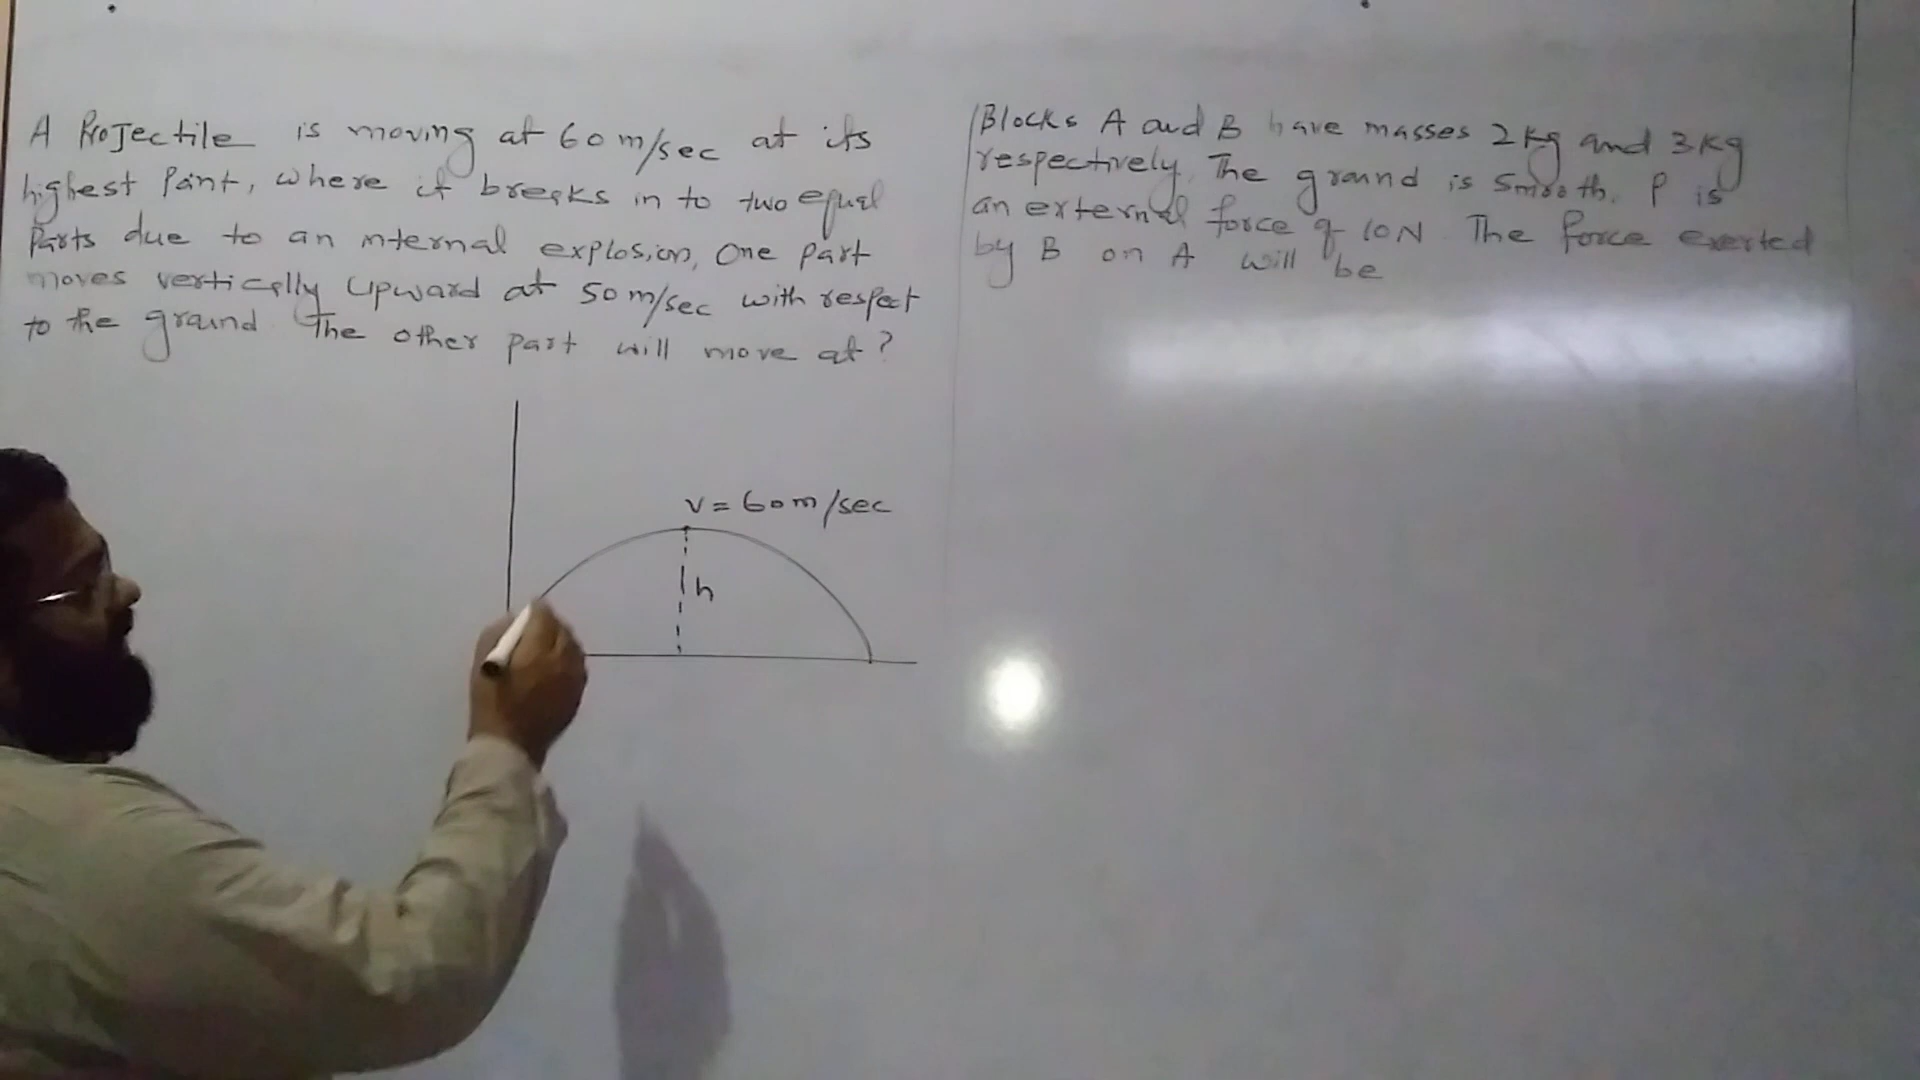 A Projectile is moving at 60 m/sec at its
highest Point, where it breaks in to two equal
Parts due to an internal explosion, One Part
moves vertically upward at 50 m/sec with respect
to the ground The other part will move at?
V = 60 m/sec
h
Blocks A and B have masses 2 kg and 3 kg
respectively, The ground is Smooth. P is
an external force of 10 N The force exerted
by B on A will be